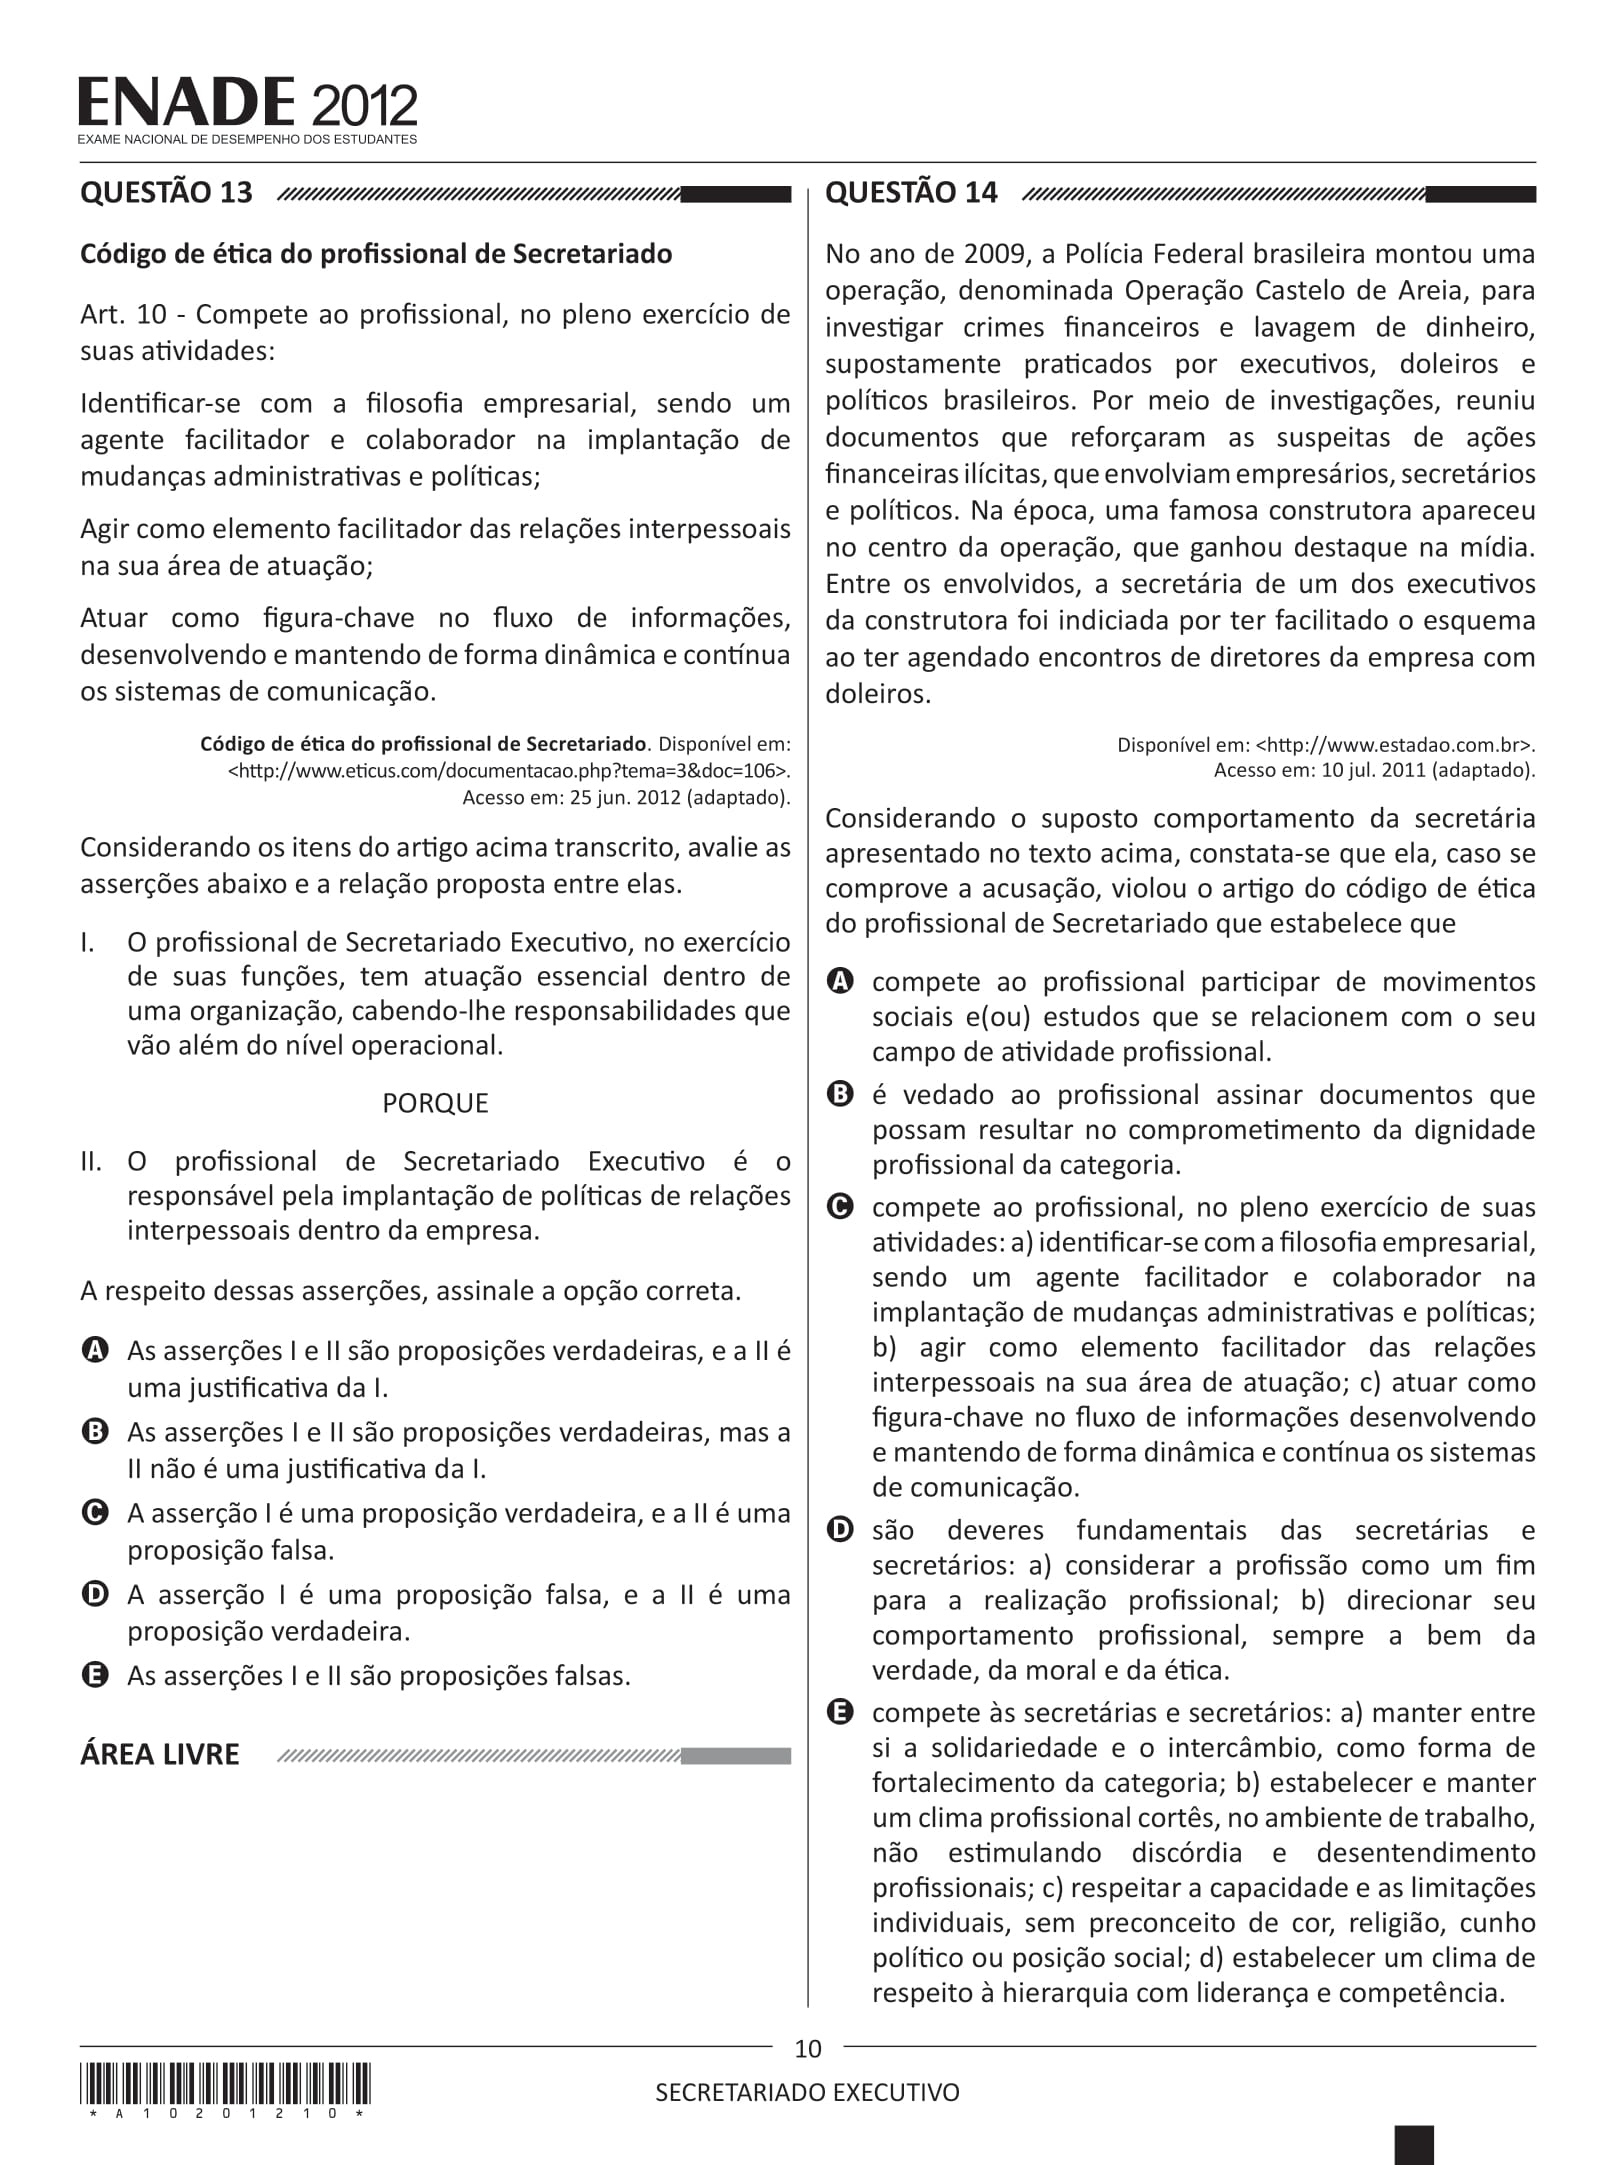 ENADE 2012
EXAME NACIONAL DE DESEMPENHO DOS ESTUDANTES
QUESTÃO 13
Código de ética do profissional de Secretariado
Art. 10 - Compete ao profissional, no pleno exercício de
suas atividades:
Identificar-se com a filosofia empresarial, sendo um
agente facilitador e colaborador na implantação de
mudanças administrativas e políticas;
Agir como elemento facilitador das relações interpessoais
na sua área de atuação;
Atuar como figura-chave no fluxo de informações,
desenvolvendo e mantendo de forma dinâmica e contínua
os sistemas de comunicação.
Código de ética do profissional de Secretariado. Disponível em:
<http://www.eticus.com/documentacao.php?tema=3&doc=106>.
Acesso em: 25 jun. 2012 (adaptado).
Considerando os itens do artigo acima transcrito, avalie as
asserções abaixo e a relação proposta entre elas.
I. O profissional de Secretariado Executivo, no exercício
de suas funções, tem atuação essencial dentro de
uma organização, cabendo-lhe responsabilidades que
vão além do nível operacional.
PORQUE
II. O profissional de Secretariado Executivo é o
responsável pela implantação de políticas de relações
interpessoais dentro da empresa.
A respeito dessas asserções, assinale a opção correta.
A As asserções I e II são proposições verdadeiras, e a II é
uma justificativa da I.
B As asserções I e II são proposições verdadeiras, mas a
II não é uma justificativa da I.
C A asserção I é uma proposição verdadeira, e a II é uma
proposição falsa.
D A asserção I é uma proposição falsa, e a II é uma
proposição verdadeira.
E As asserções I e II são proposições falsas.
ÁREA LIVRE
QUESTÃO 14
No ano de 2009, a Polícia Federal brasileira montou uma
operação, denominada Operação Castelo de Areia, para
investigar crimes financeiros e lavagem de dinheiro,
supostamente praticados por executivos, doleiros e
políticos brasileiros. Por meio de investigações, reuniu
documentos que reforçaram as suspeitas de ações
financeiras ilícitas, que envolviam empresários, secretários
e políticos. Na época, uma famosa construtora apareceu
no centro da operação, que ganhou destaque na mídia.
Entre os envolvidos, a secretária de um dos executivos
da construtora foi indiciada por ter facilitado o esquema
ao ter agendado encontros de diretores da empresa com
doleiros.
Disponível em: <http://www.estadao.com.br>.
Acesso em: 10 jul. 2011 (adaptado).
Considerando o suposto comportamento da secretária
apresentado no texto acima, constata-se que ela, caso se
comprove a acusação, violou o artigo do código de ética
do profissional de Secretariado que estabelece que
A compete ao profissional participar de movimentos
sociais e(ou) estudos que se relacionem com o seu
campo de atividade profissional.
B é vedado ao profissional assinar documentos que
possam resultar no comprometimento da dignidade
profissional da categoria.
C compete ao profissional, no pleno exercício de suas
atividades: a) identificar-se com a filosofia empresarial,
sendo um agente facilitador e colaborador na
implantação de mudanças administrativas e políticas;
b) agir como elemento facilitador das relações
interpessoais na sua área de atuação; c) atuar como
figura-chave no fluxo de informações desenvolvendo
e mantendo de forma dinâmica e contínua os sistemas
de comunicação.
D são deveres fundamentais das secretárias e
secretários: a) considerar a profissão como um fim
para a realização profissional; b) direcionar seu
comportamento profissional, sempre a bem da
verdade, da moral e da ética.
E compete às secretárias e secretários: a) manter entre
si a solidariedade e o intercâmbio, como forma de
fortalecimento da categoria; b) estabelecer e manter
um clima profissional cortês, no ambiente de trabalho,
não estimulando discórdia e desentendimento
profissionais; c) respeitar a capacidade e as limitações
individuais, sem preconceito de cor, religião, cunho
político ou posição social; d) estabelecer um clima de
respeito à hierarquia com liderança e competência.
10
SECRETARIADO EXECUTIVO
*A10201210*